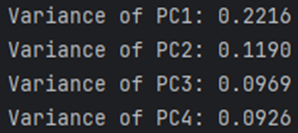 Variance of PC1: 0.2216
Variance of PC2: 0.1190
Variance of PC3: 0.0969
Variance of PC4: 0.0926